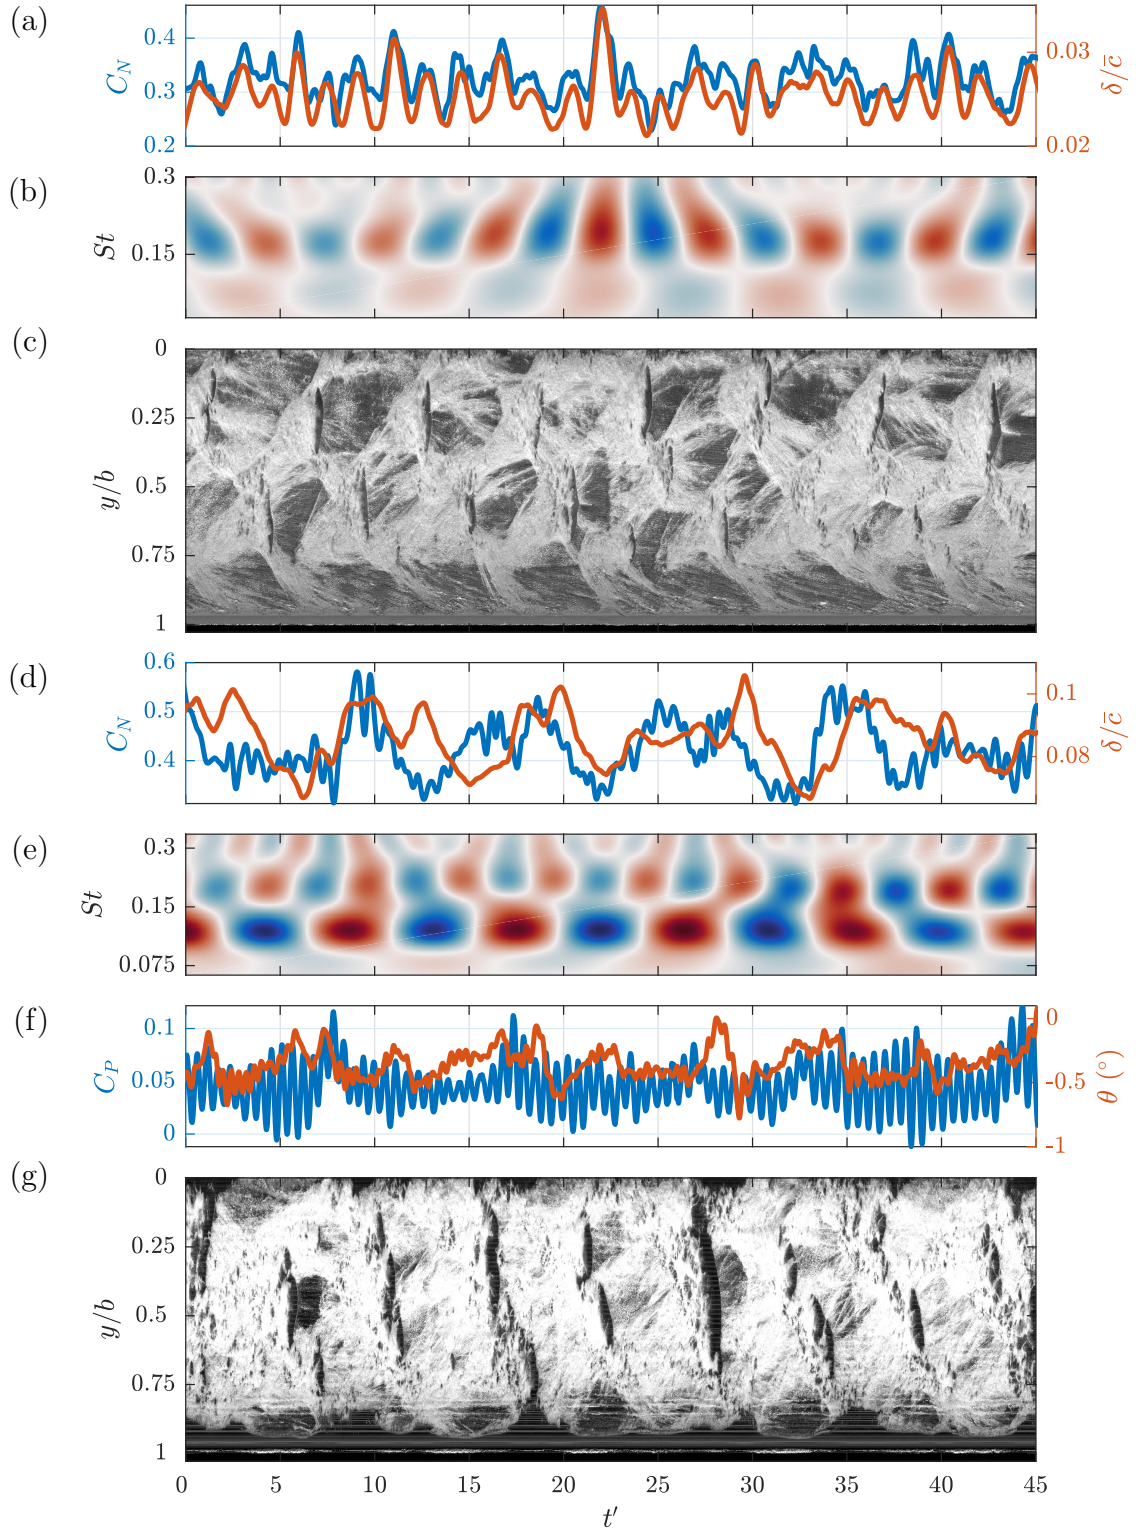 (a)
0.4
0.3
0.2
C_N
0.03
0.02
δ/c̄
(b)
0.3
0.15
St
(c)
0
0.25
0.5
0.75
1
y/b
(d)
0.6
0.5
0.4
C_N
0.1
0.08
δ/c̄
(e)
0.3
0.15
0.075
St
(f)
0.1
0.05
0
C_P
0
-0.5
-1
θ (°)
(g)
0
0.25
0.5
0.75
1
y/b
0 5 10 15 20 25 30 35 40 45
t′